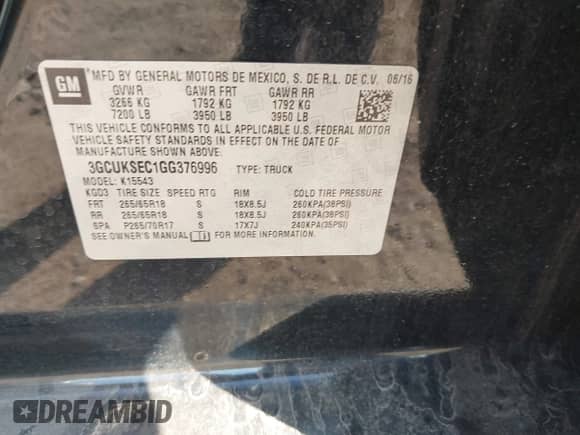 GM
MFD BY GENERAL MOTORS DE MEXICO, S. DE R.L. DE C.V. 06/16
GVWR GAWR FRT GAWR RR
3266 KG 1792 KG 1792 KG
7200 LB 3950 LB 3950 LB
THIS VEHICLE CONFORMS TO ALL APPLICABLE U.S. FEDERAL MOTOR
VEHICLE SAFETY STANDARDS IN EFFECT ON THE DATE OF
MANUFACTURE SHOWN ABOVE.
3GCUKSEC1GG376996 TYPE: TRUCK
MODEL: K15543
KGD3 TIRE SIZE SPEED RTG RIM COLD TIRE PRESSURE
FRT 265/65R18 S 18X8.5J 260KPA(38PSI)
RR 265/65R18 S 18X8.5J 260KPA(38PSI)
SPA P265/70R17 S 17X7J 240KPA(35PSI)
SEE OWNER'S MANUAL FOR MORE INFORMATION.
DREAMBID